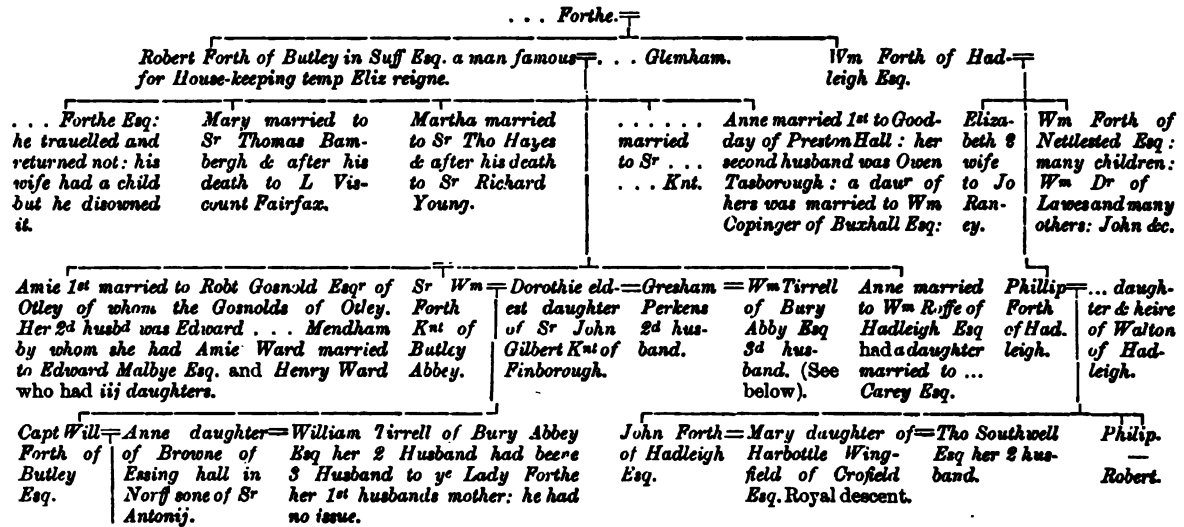 . . . Forthe.
Robert Forth of Butley in Suff Esq. a man famous
for House-keeping temp Eliz reigne.
. . . Glemham.
Wm Forth of Had-
leigh Esq.
. . . Forthe Esq:
he trauelled and
returned not: his
wife had a child
but he disowned
it.
Mary married to
Sr Thomas Bam-
bergh & after his
death to L Vis-
count Fairfax.
Martha married
to Sr Tho Hayes
& after his death
to Sr Richard
Young.
. . . . . .
married
to Sr . . .
. . . Knt.
Anne married 1st to Good-
day of Preston Hall : her
second husband was Owen
Tasborough : a daur of
hers was married to Wm
Copinger of Buxhall Esq:
Eliza-
beth 2
wife
to Jo
Ran-
ey.
Wm Forth of
Nettlested Esq :
many children:
Wm Dr of
Lawes and many
others: John &c.
Amie 1st married to Robt Gosnold Esqr of
Otley of whom the Gosnolds of Otley.
Her 2d husbd was Edward . . . Mendham
by whom she had Amie Ward married
to Edward Malbye Esq. and Henry Ward
who had iij daughters.
Sr Wm
Forth
Knt of
Butley
Abbey.
Dorothie eld-
est daughter
of Sr John
Gilbert Knt of
Finborough.
Gresham
Perkens
2d hus-
band.
Wm Tirrell
of Bury
Abby Esq
3d hus-
band. (See
below).
Anne married
to Wm Rolfe of
Hadleigh Esq
had a daughter
married to ...
Carey Esq.
Phillip
Forth
of Had-
leigh.
... daugh-
ter & heire
of Walton
of Had-
leigh.
Capt Will
Forth of
Butley
Esq.
Anne daughter
of Browne of
Essing hall in
Norff sone of Sr
Antonij.
William Tirrell of Bury Abbey
Esq her 2 Husband had beene
3 Husband to ye Lady Forthe
her 1st husbands mother: he had
no issue.
John Forth
of Hadleigh
Esq.
Mary daughter of
Harbottle Wing-
field of Crofield
Esq. Royal descent.
Tho Southwell
Esq her 2 hus-
band.
Philip.
—
Robert.